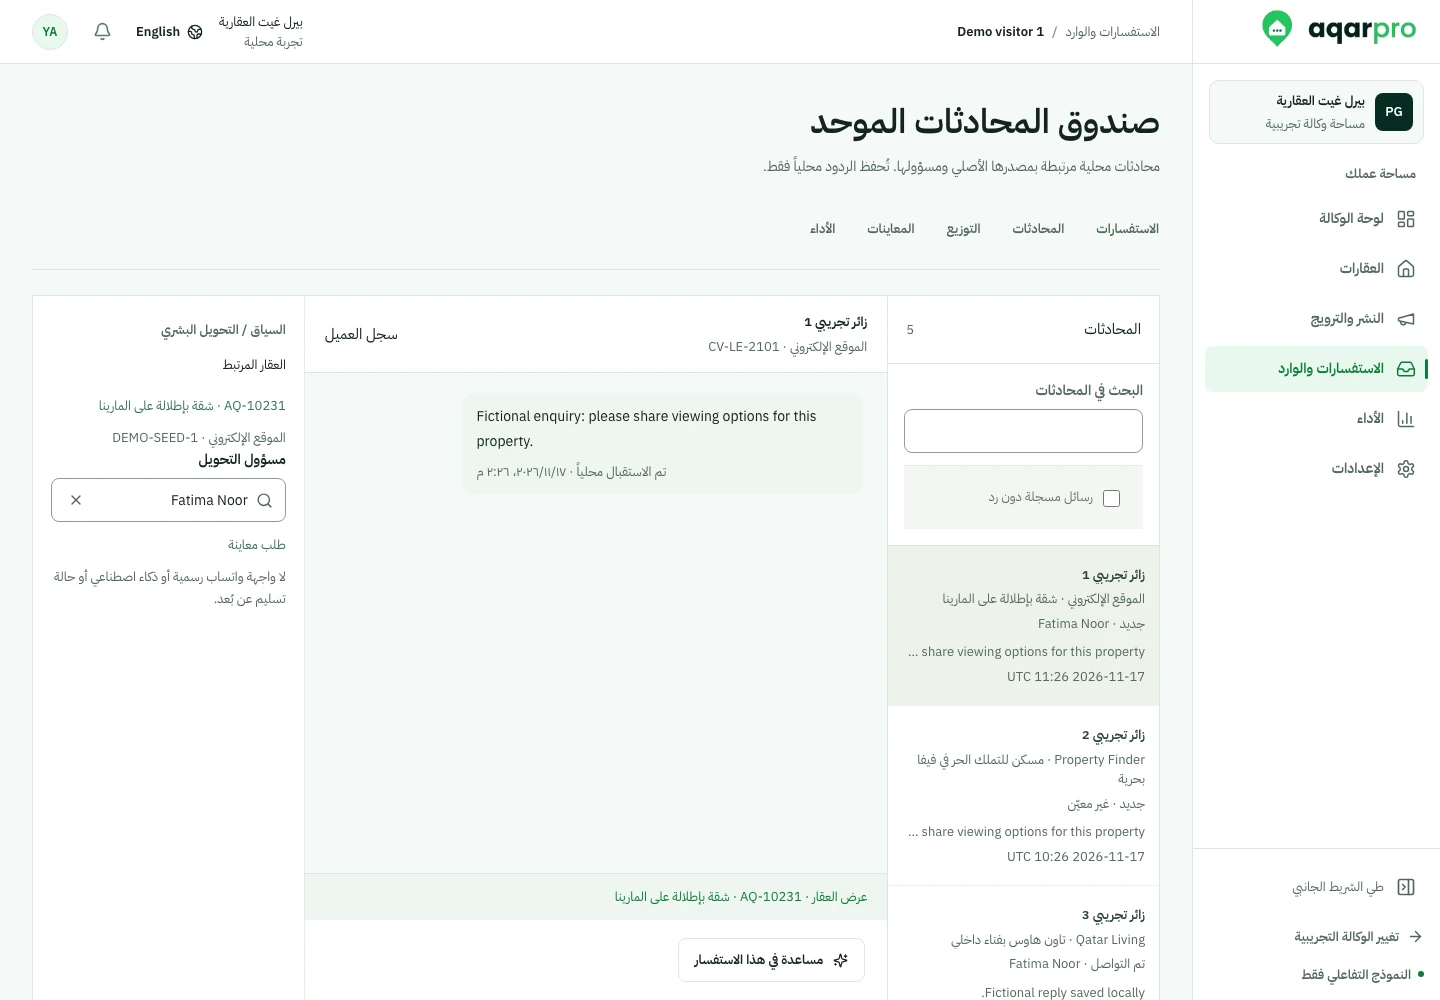 aqarpro
PG
بيرل غيت العقارية
مساحة وكالة تجريبية
مساحة عملك
لوحة الوكالة
العقارات
النشر والترويج
الاستفسارات والوارد
الأداء
الإعدادات
طي الشريط الجانبي
تغيير الوكالة التجريبية
النموذج التفاعلي فقط
الاستفسارات والوارد / Demo visitor 1
بيرل غيت العقارية
تجربة محلية
English
YA
صندوق المحادثات الموحد
محادثات محلية مرتبطة بمصدرها الأصلي ومسؤولها. تُحفظ الردود محلياً فقط.
الاستفسارات
المحادثات
التوزيع
المعاينات
الأداء
المحادثات
5
البحث في المحادثات
رسائل مسجلة دون رد
زائر تجريبي 1
الموقع الإلكتروني · شقة بإطلالة على المارينا
جديد · Fatima Noor
share viewing options for this property ...
UTC 11:26 2026-11-17
زائر تجريبي 2
Property Finder · مسكن للتملك الحر في فيفا
بحرية
جديد · غير معيّن
share viewing options for this property ...
UTC 10:26 2026-11-17
زائر تجريبي 3
Qatar Living · تاون هاوس بفناء داخلي
تم التواصل · Fatima Noor
.Fictional reply saved locally
زائر تجريبي 1
الموقع الإلكتروني · CV-LE-2101
سجل العميل
Fictional enquiry: please share viewing options for this
property.
تم الاستقبال محلياً · ٢٠٢٦/١١/١٧، ٢:٢٦ م
عرض العقار · AQ-10231 · شقة بإطلالة على المارينا
مساعدة في هذا الاستفسار
السياق / التحويل البشري
العقار المرتبط
AQ-10231 · شقة بإطلالة على المارينا
الموقع الإلكتروني · DEMO-SEED-1
مسؤول التحويل
Fatima Noor
طلب معاينة
لا واجهة واتساب رسمية أو ذكاء اصطناعي أو حالة
تسليم عن بُعد.